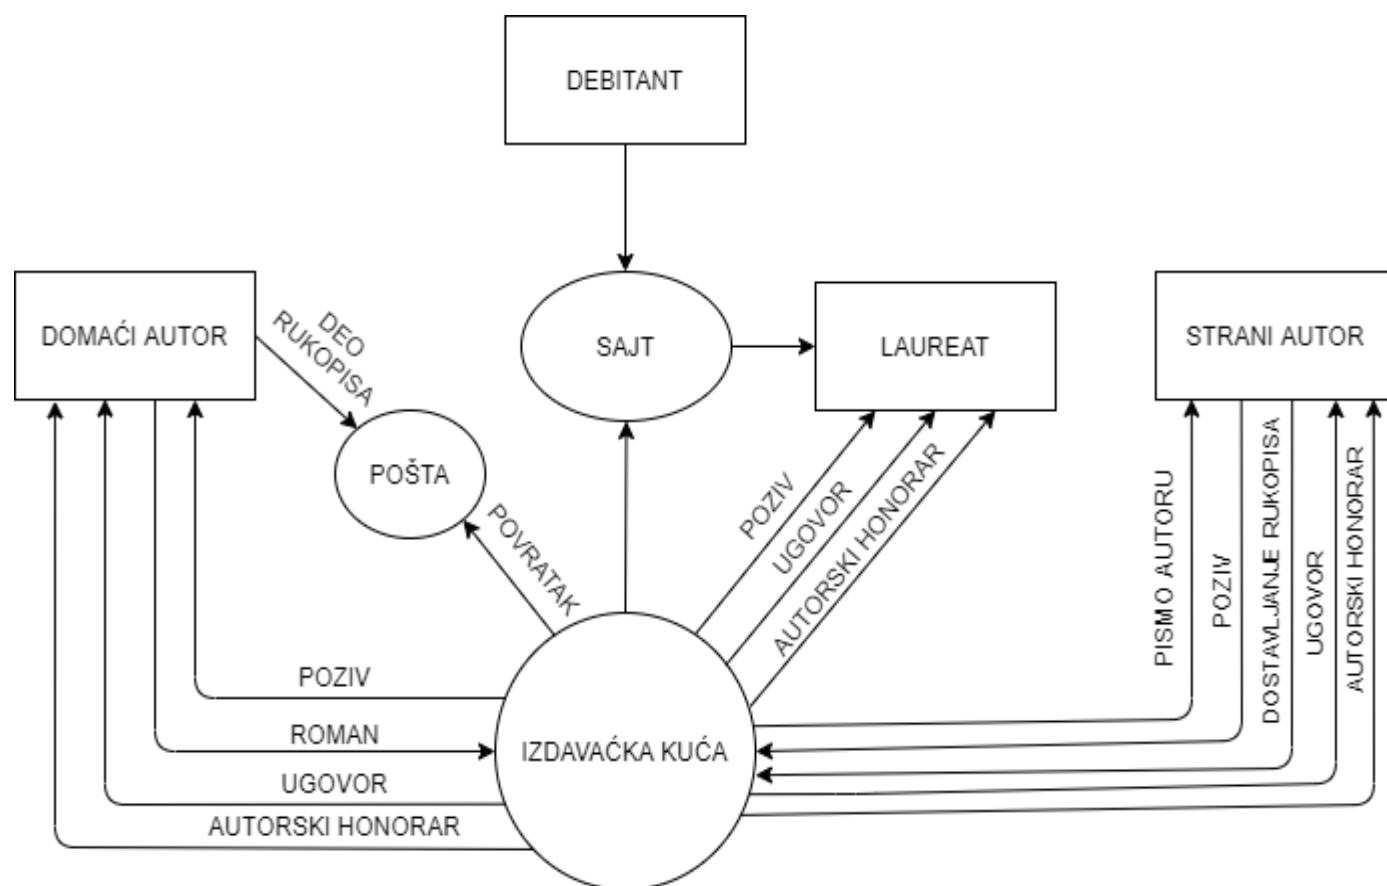 DEBITANT
DOMAĆI AUTOR
DEO
RUKOPISA
SAJT
LAUREAT
STRANI AUTOR
POŠTA
POVRATAK
POZIV
UGOVOR
AUTORSKI HONORAR
PISMO AUTORU
POZIV
DOSTAVLJANJE RUKOPISA
UGOVOR
AUTORSKI HONORAR
POZIV
ROMAN
UGOVOR
AUTORSKI HONORAR
IZDAVAĆKA KUĆA